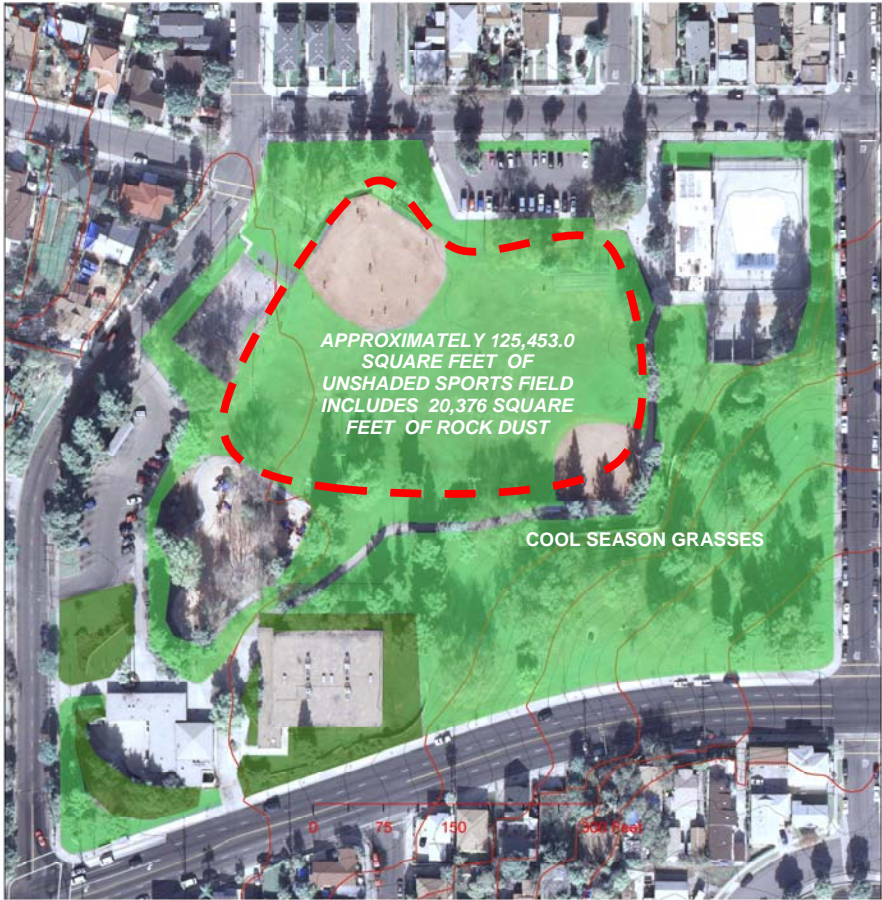 APPROXIMATELY 125,453.0
SQUARE FEET OF
UNSHADED SPORTS FIELD
INCLUDES 20,376 SQUARE
FEET OF ROCK DUST
COOL SEASON GRASSES
0 75 150 300 Feet